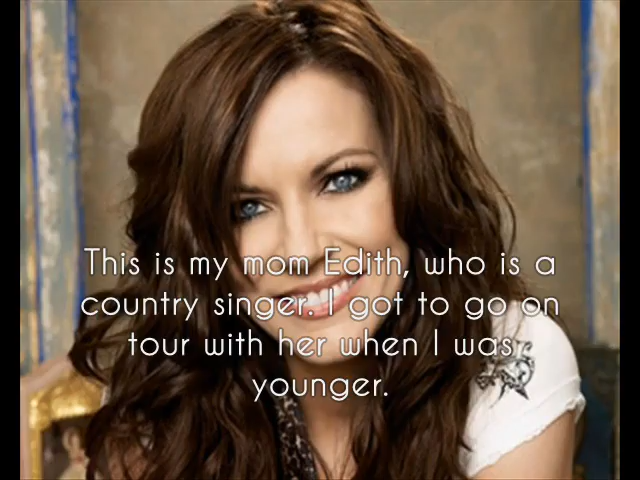 This is my mom Edith, who is a
country singer. I got to go on
tour with her when I was
younger.